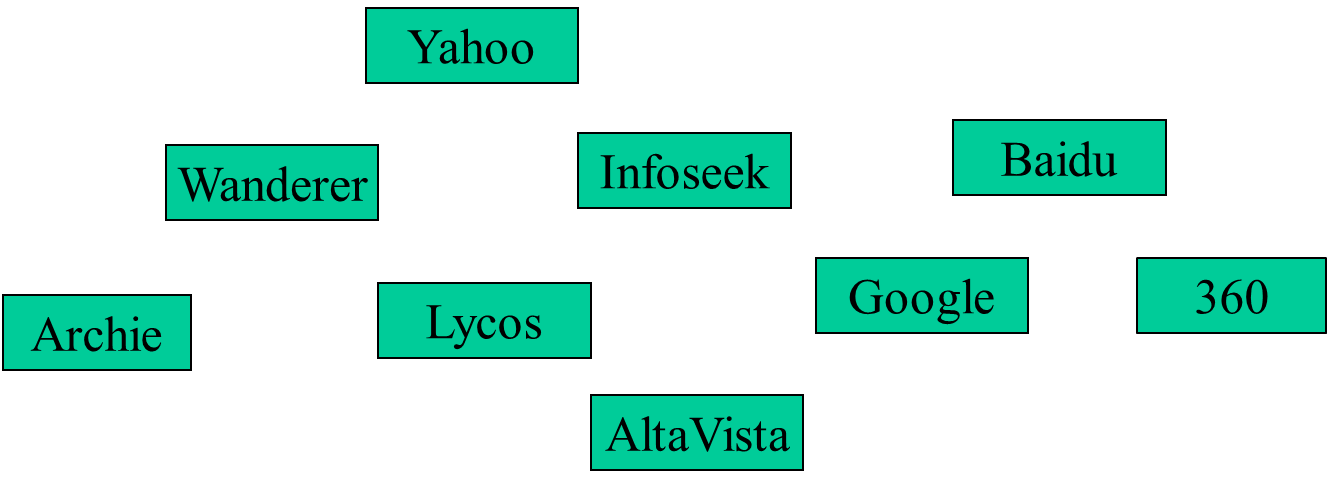 Yahoo
Wanderer
Infoseek
Baidu
Archie
Lycos
Google
360
AltaVista